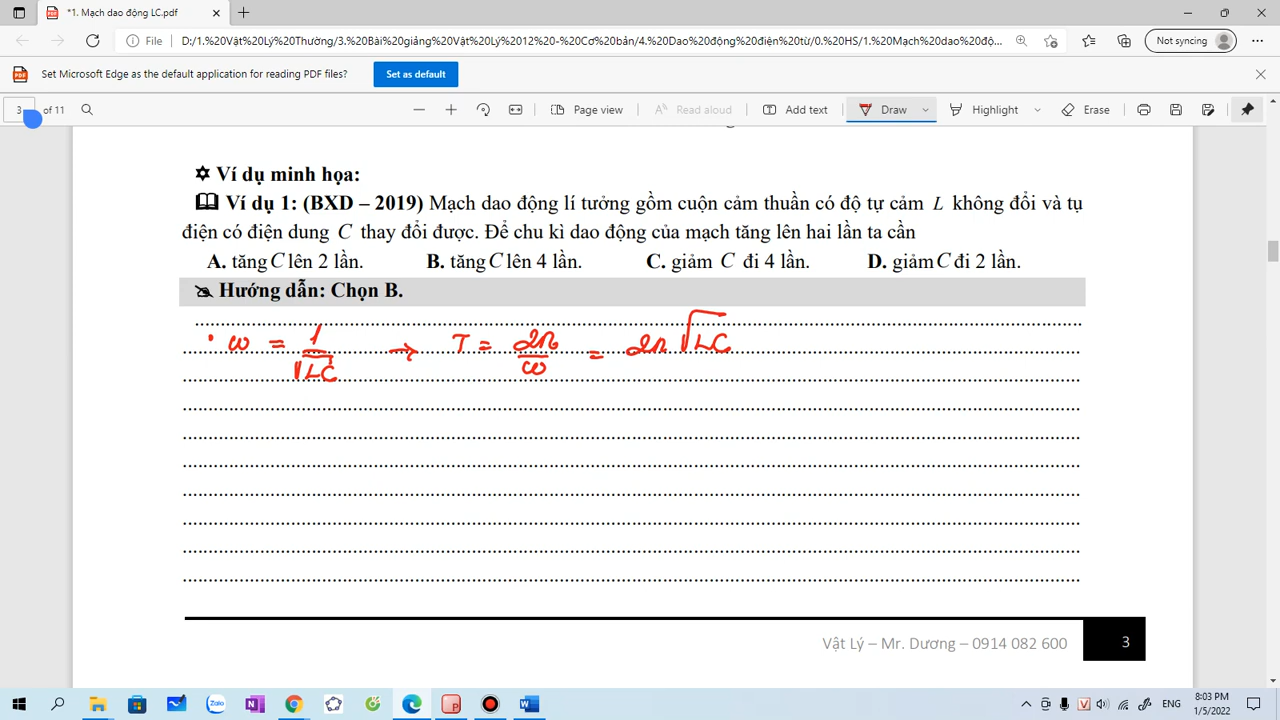 *1. Mạch dao động LC.pdf
File D:/1.%20Vật%20Lý%20Thường/3.%20Bài%20giảng%20Vật%20Lý%202012%20-%20Cơ%20bản/4.%20Dao%20động%20điện%20từ/0.%20HS/1.%20Mạch%20dao%20độ... Not syncing
Set Microsoft Edge as the default application for reading PDF files? Set as default
3 of 11 Page view Read aloud Add text Draw Highlight Erase
✡ Ví dụ minh họa:
Ví dụ 1: (BXD – 2019) Mạch dao động lí tưởng gồm cuộn cảm thuần có độ tự cảm L không đổi và tụ
điện có điện dung C thay đổi được. Để chu kì dao động của mạch tăng lên hai lần ta cần
A. tăng C lên 2 lần. B. tăng C lên 4 lần. C. giảm C đi 4 lần. D. giảm C đi 2 lần.
Hướng dẫn: Chọn B.
• ω = 1/√LC → T = 2π/ω = 2π√LC
Vật Lý – Mr. Dương – 0914 082 600 3
Zalo ENG 8:03 PM
1/5/2022